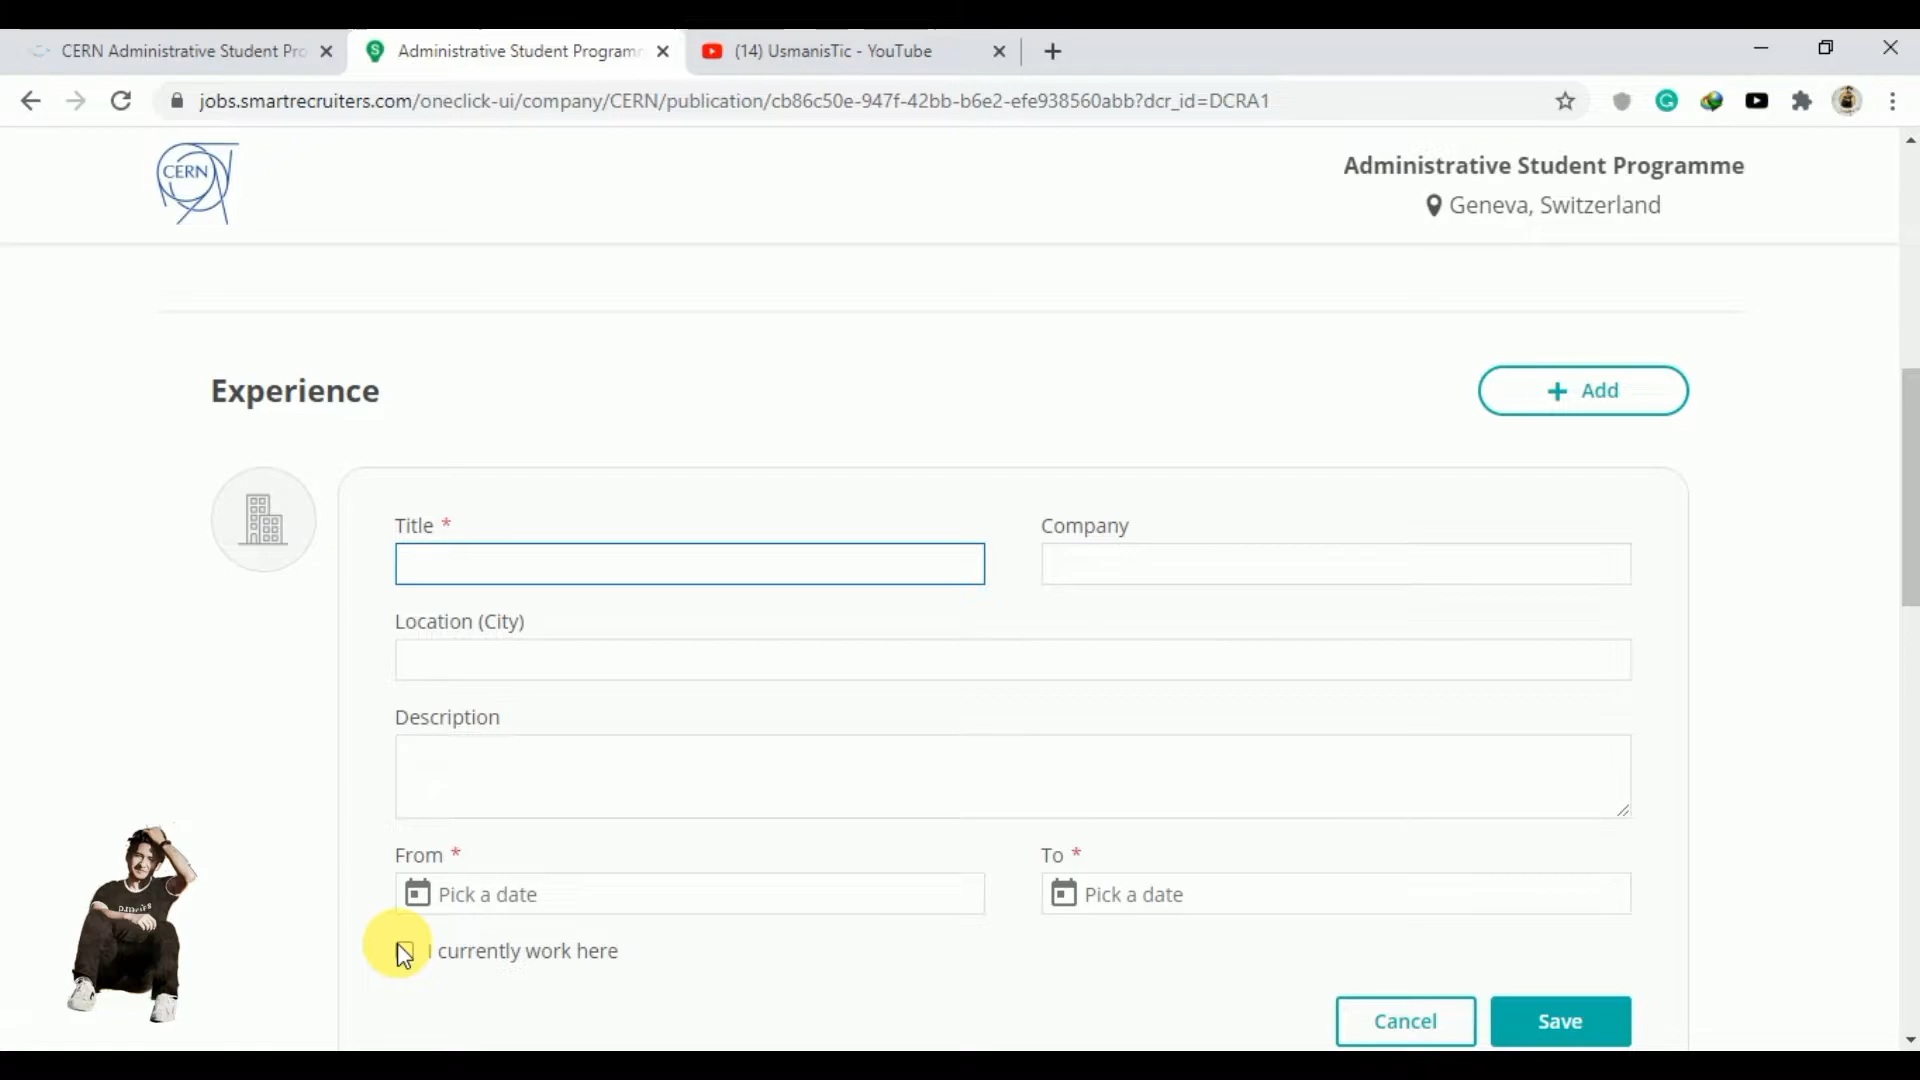 CERN Administrative Student Pro
Administrative Student Programm
(14) UsmanisTic - YouTube
jobs.smartrecruiters.com/oneclick-ui/company/CERN/publication/cb86c50e-947f-42bb-b6e2-efe938560abb?dcr_id=DCRA1
CERN
Administrative Student Programme
Geneva, Switzerland
Experience
+ Add
Title *
Company
Location (City)
Description
From *
To *
Pick a date
Pick a date
I currently work here
Cancel
Save